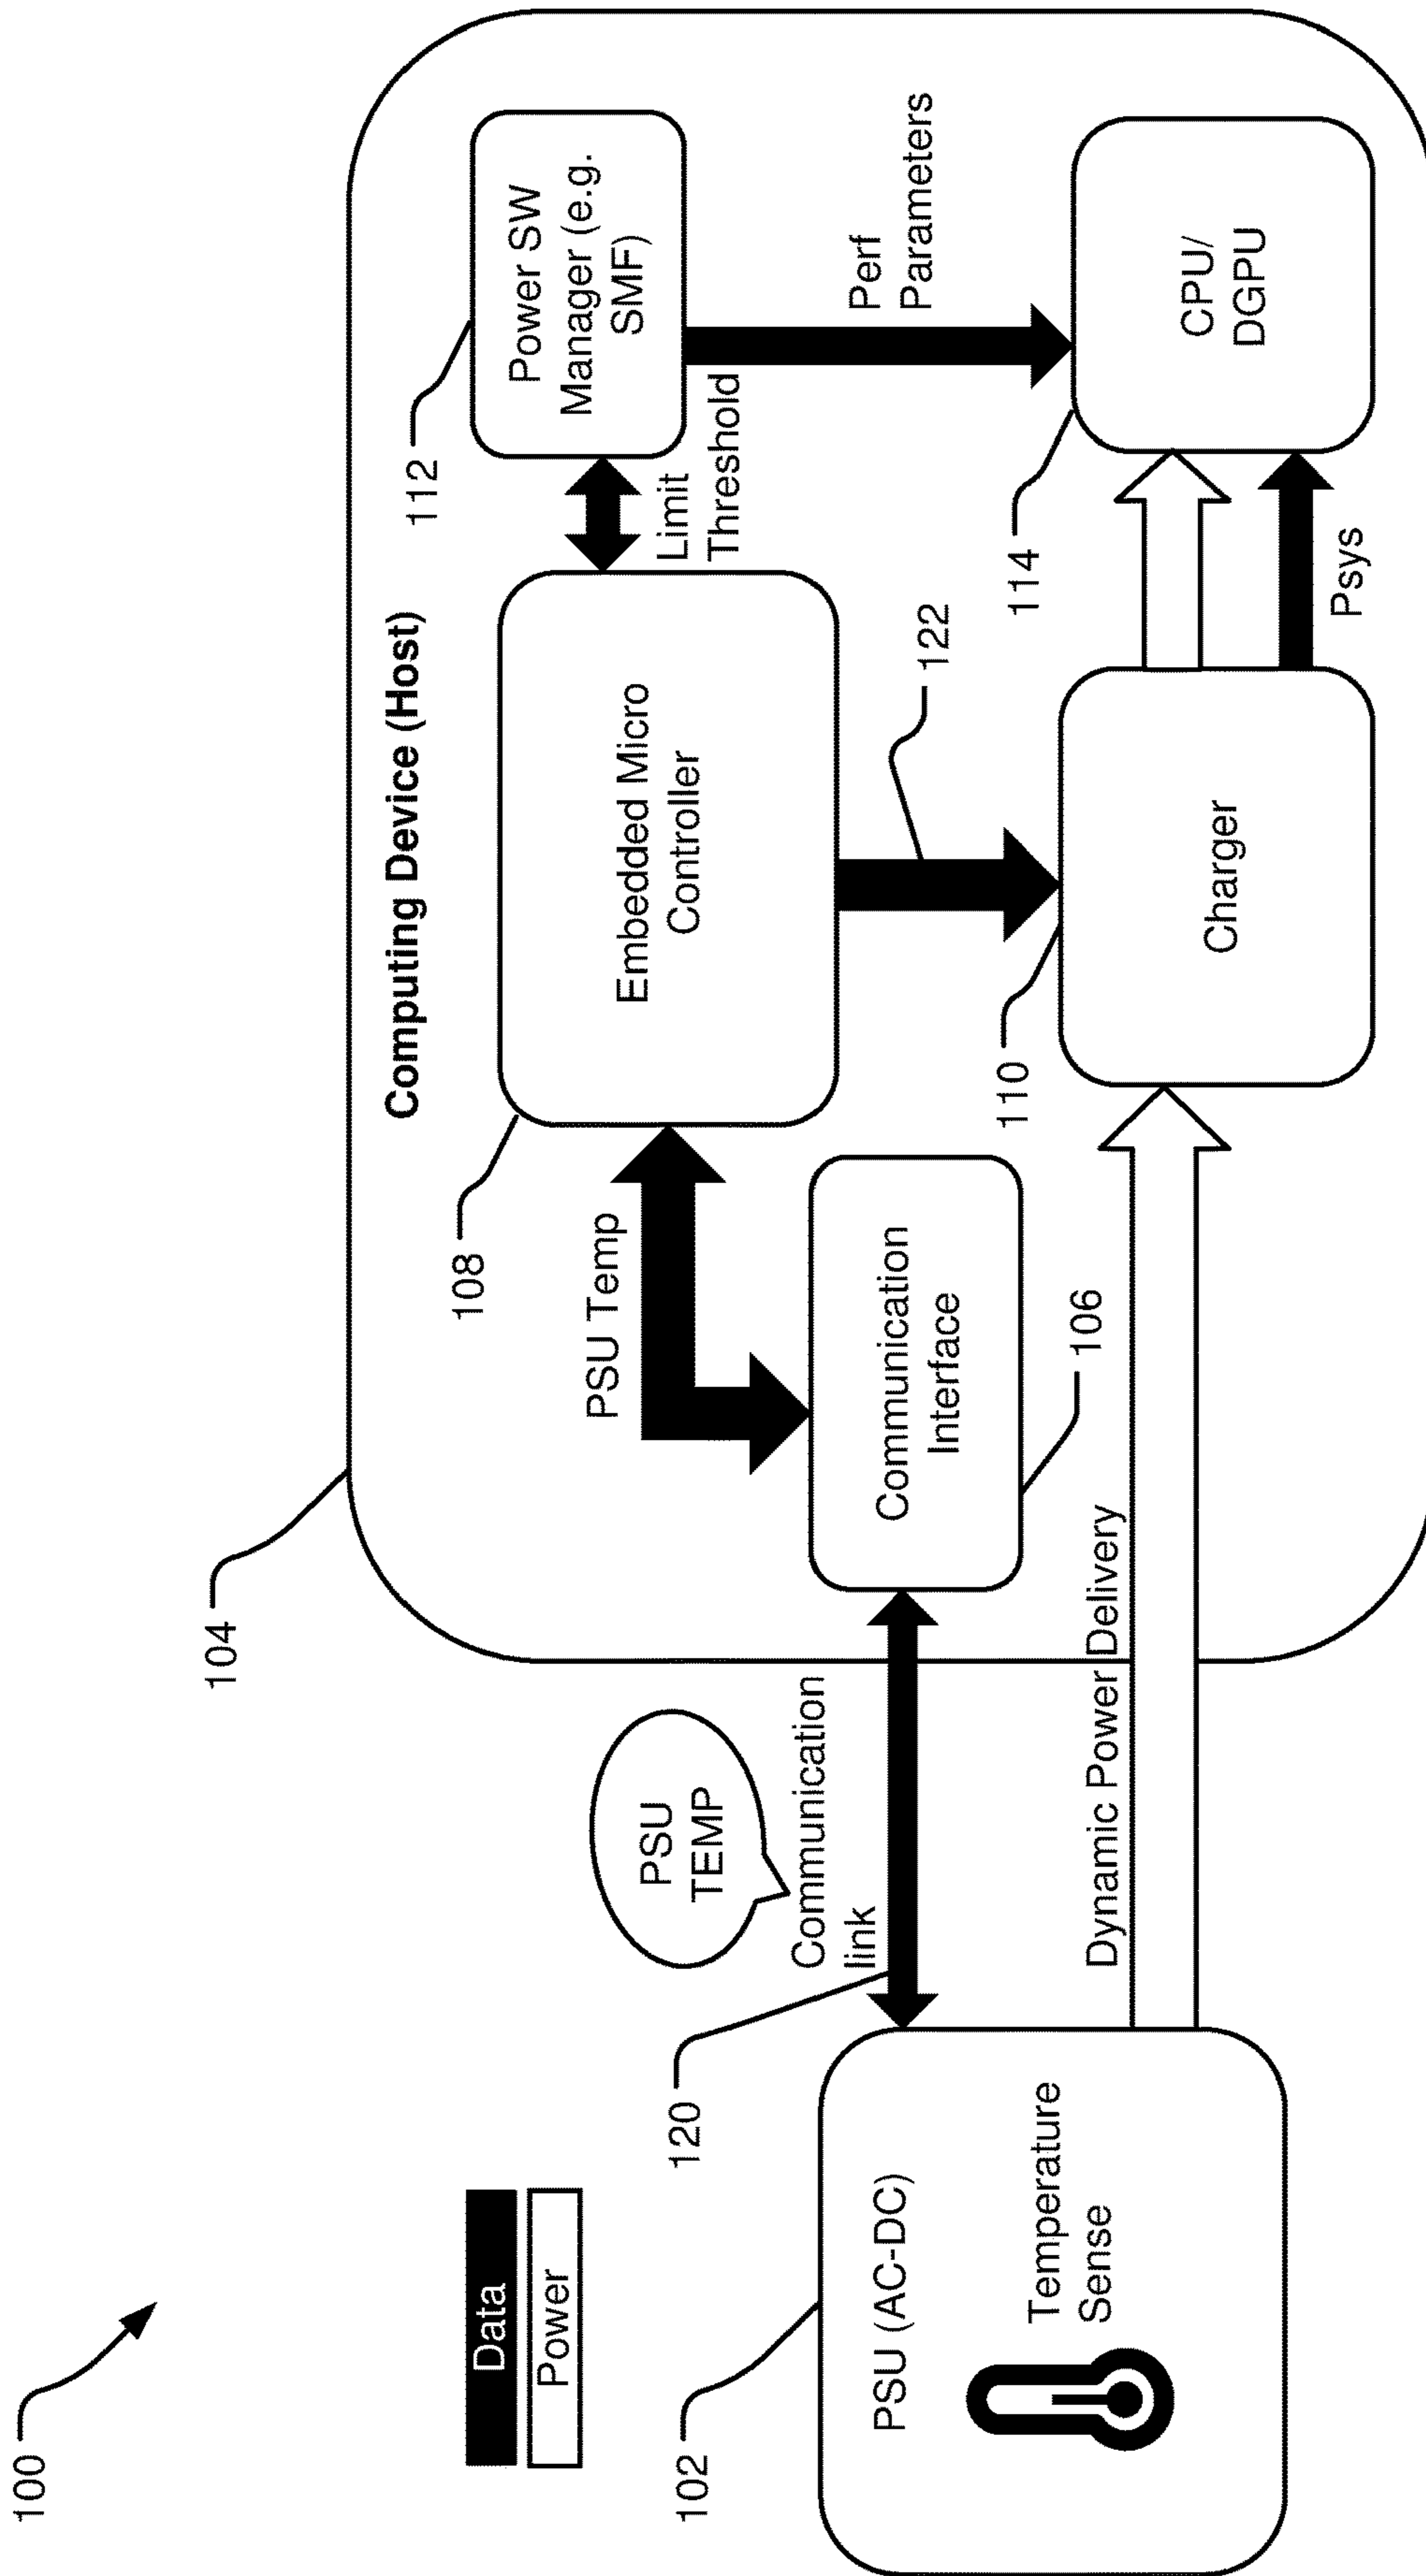 100
Data
Power
104
Computing Device (Host)
112
Power SW
Manager (e.g.
SMF)
108
Embedded Micro
Controller
Limit
Threshold
PSU Temp
PSU
TEMP
Communication
link
120
Communication
Interface
106
122
Perf
Parameters
102
PSU (AC-DC)
Temperature
Sense
Dynamic Power Delivery
110
Charger
Psys
114
CPU/
DGPU